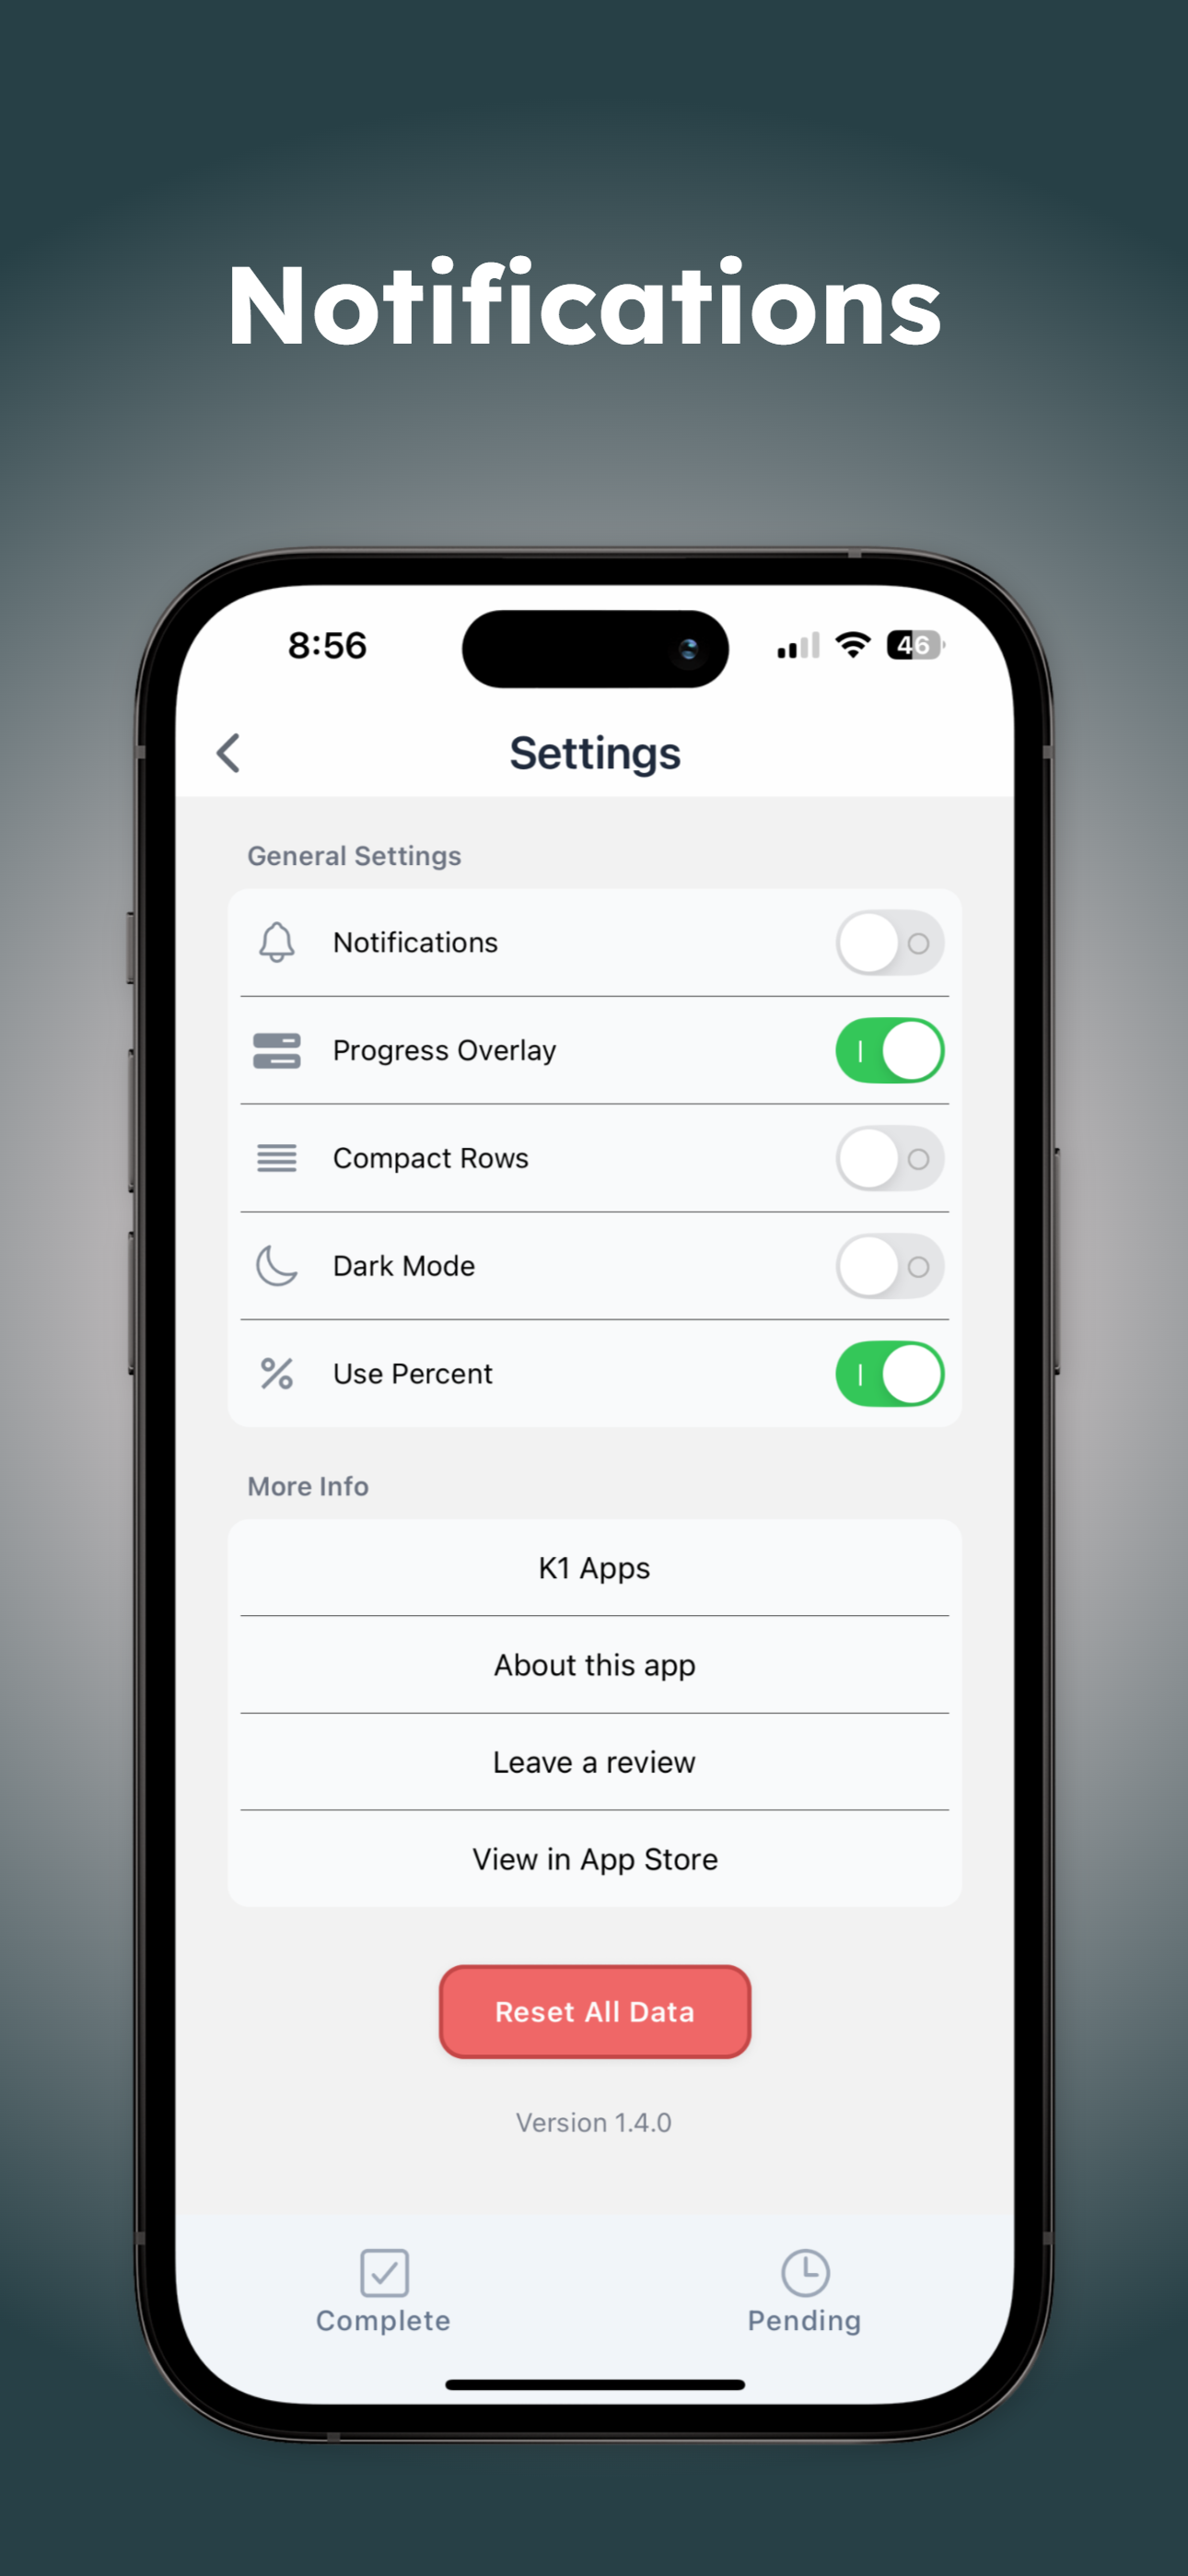 Notifications
8:56
46
Settings
General Settings
Notifications
Progress Overlay
Compact Rows
Dark Mode
% Use Percent
More Info
K1 Apps
About this app
Leave a review
View in App Store
Reset All Data
Version 1.4.0
Complete
Pending